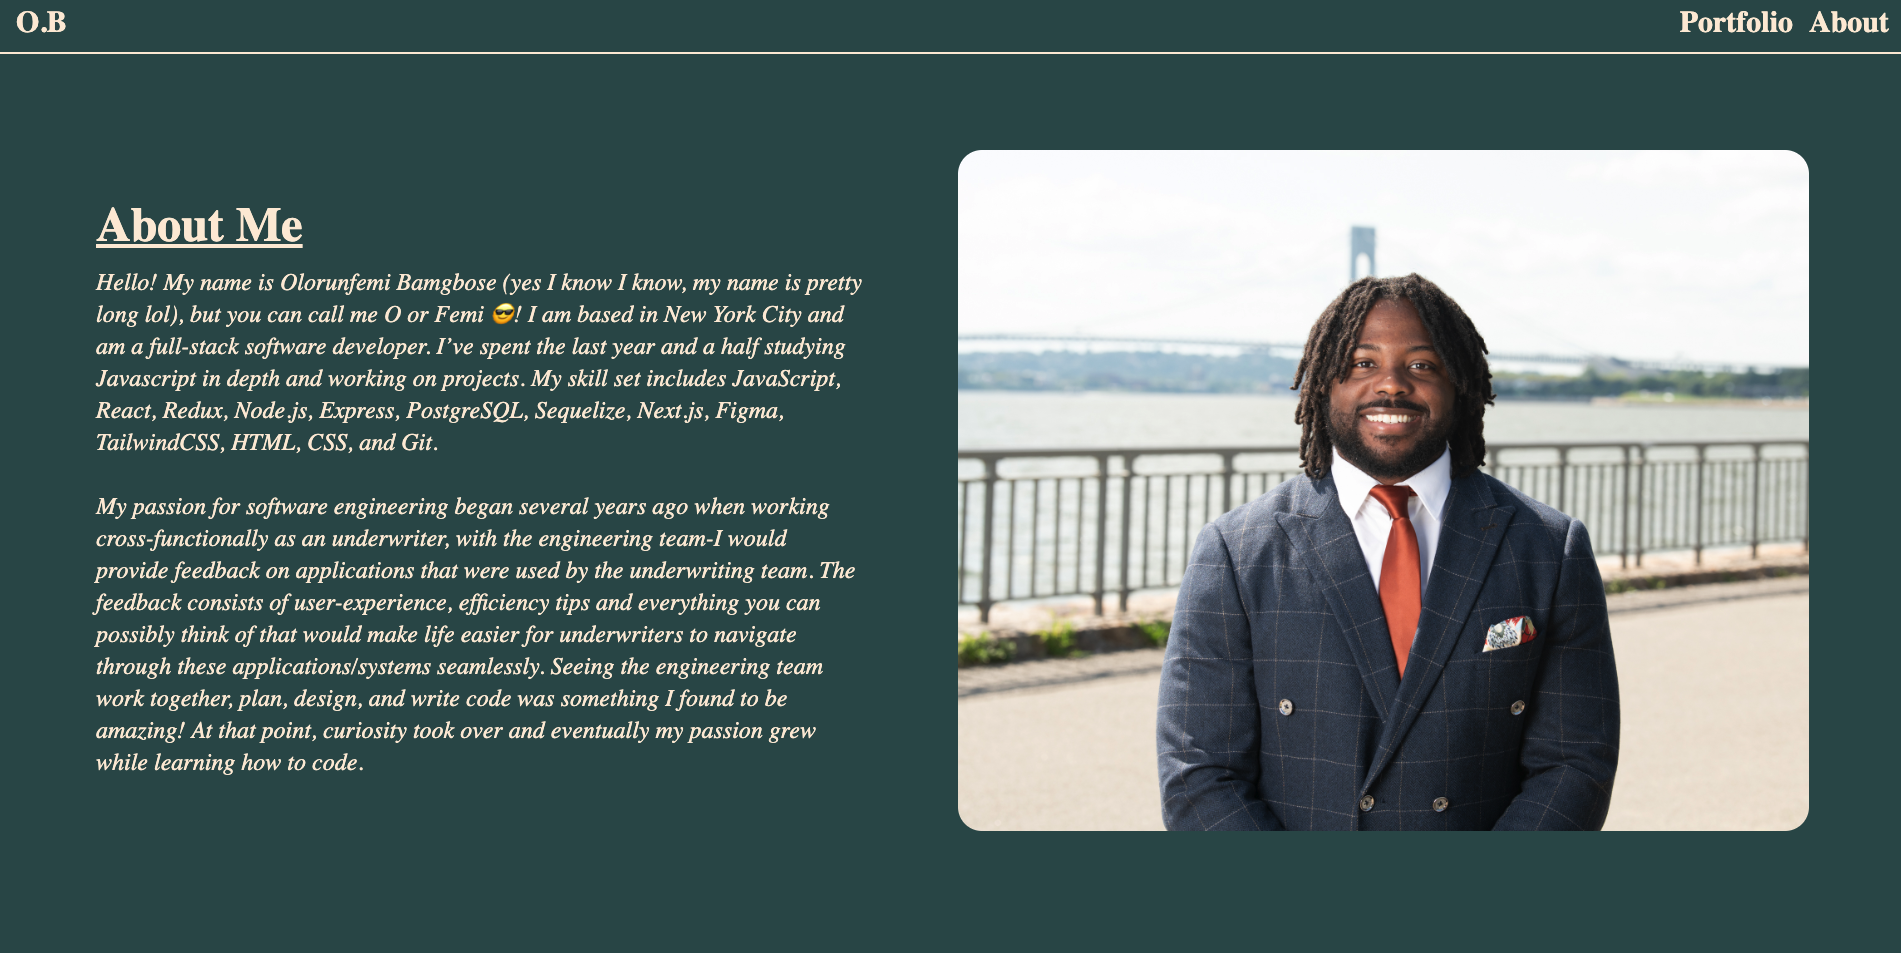 O.B
Portfolio About
About Me
Hello! My name is Olorunfemi Bamgbose (yes I know I know, my name is pretty
long lol), but you can call me O or Femi 😎! I am based in New York City and
am a full-stack software developer. I’ve spent the last year and a half studying
Javascript in depth and working on projects. My skill set includes JavaScript,
React, Redux, Node.js, Express, PostgreSQL, Sequelize, Next.js, Figma,
TailwindCSS, HTML, CSS, and Git.
My passion for software engineering began several years ago when working
cross-functionally as an underwriter, with the engineering team-I would
provide feedback on applications that were used by the underwriting team. The
feedback consists of user-experience, efficiency tips and everything you can
possibly think of that would make life easier for underwriters to navigate
through these applications/systems seamlessly. Seeing the engineering team
work together, plan, design, and write code was something I found to be
amazing! At that point, curiosity took over and eventually my passion grew
while learning how to code.